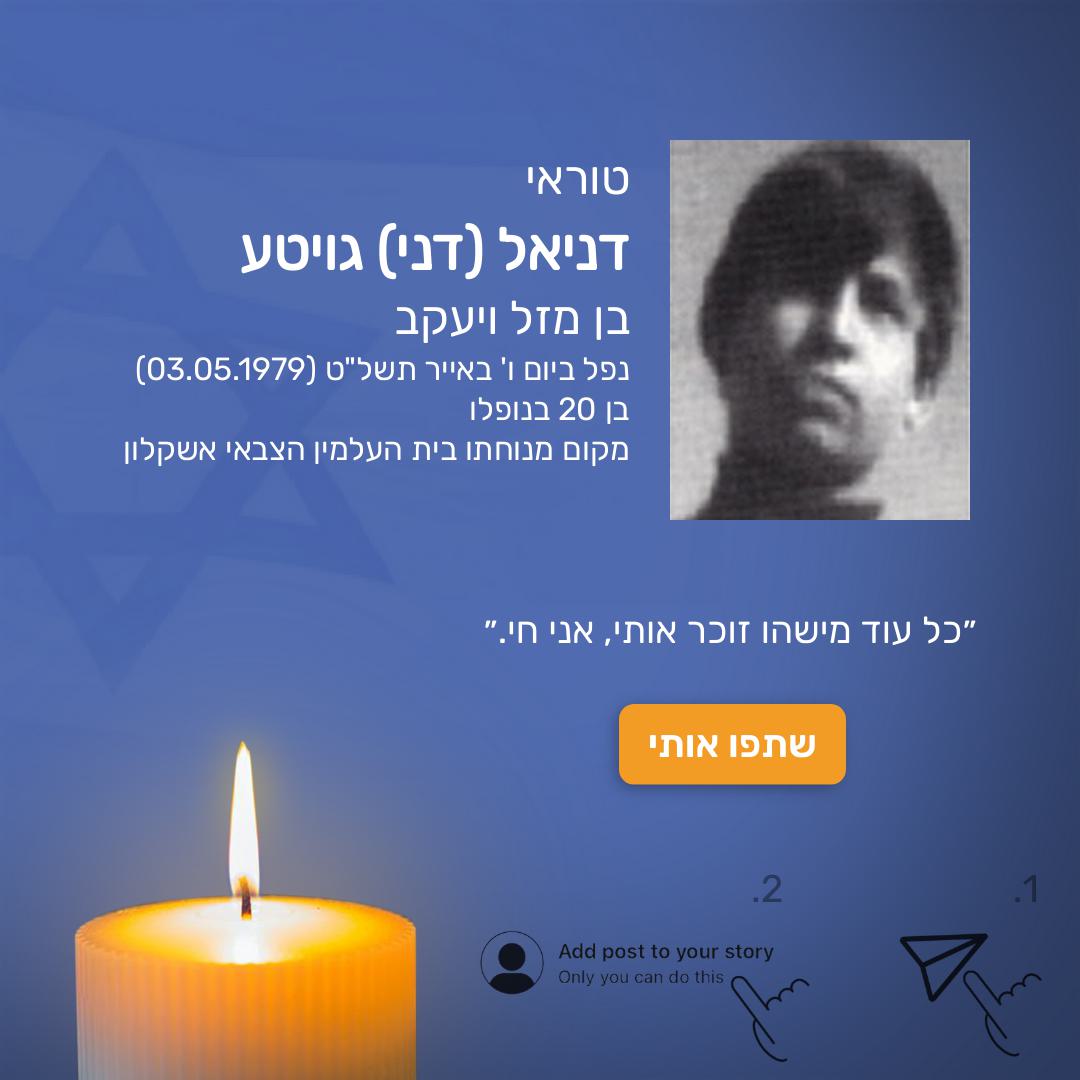 טוראי
דניאל (דני) גויטע
בן מזל ויעקב
נפל ביום ו' באייר תשל"ט (03.05.1979)
בן 20 בנופלו
מקום מנוחתו בית העלמין הצבאי אשקלון
״כל עוד מישהו זוכר אותי, אני חי.״
שתפו אותי
1.
2.
Add post to your story
Only you can do this